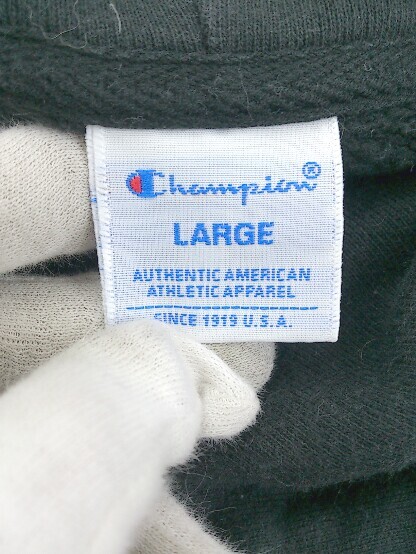 Champion®
LARGE
AUTHENTIC AMERICAN
ATHLETIC APPAREL
SINCE 1919 U.S.A.